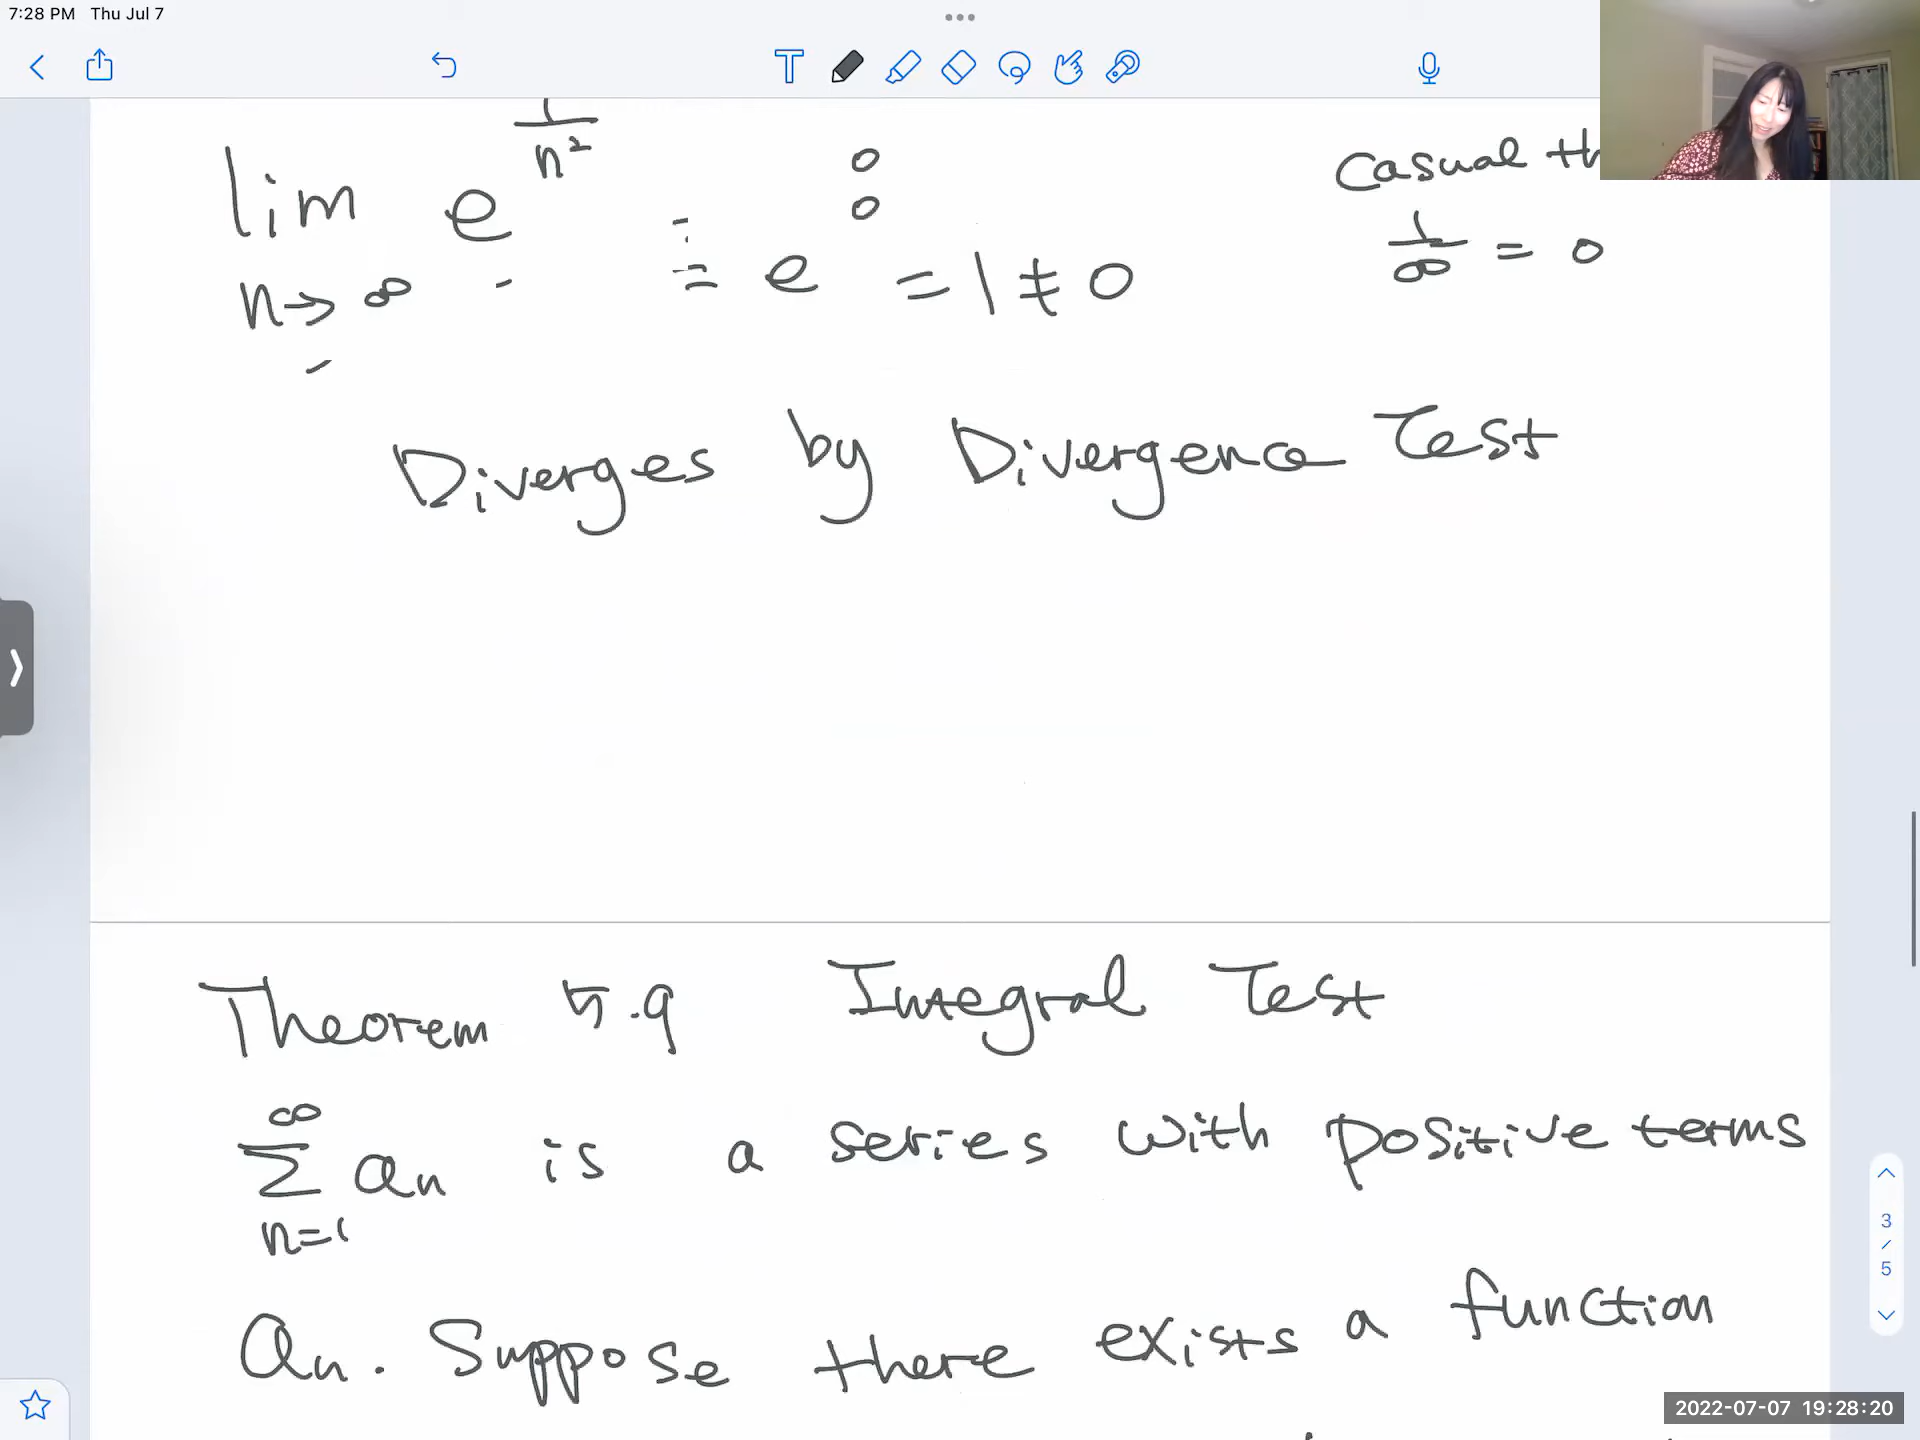 7:28 PM Thu Jul 7
lim e^{1/n²} 0
n→∞ = e^0 = 1 ≠ 0
casual th
1/∞ = 0
Diverges by Divergence Test
Theorem 5.9 Integral Test
∞
Σ an is a series with positive terms
n=1
an. Suppose there exists a function
3
/
5
2022-07-07 19:28:20